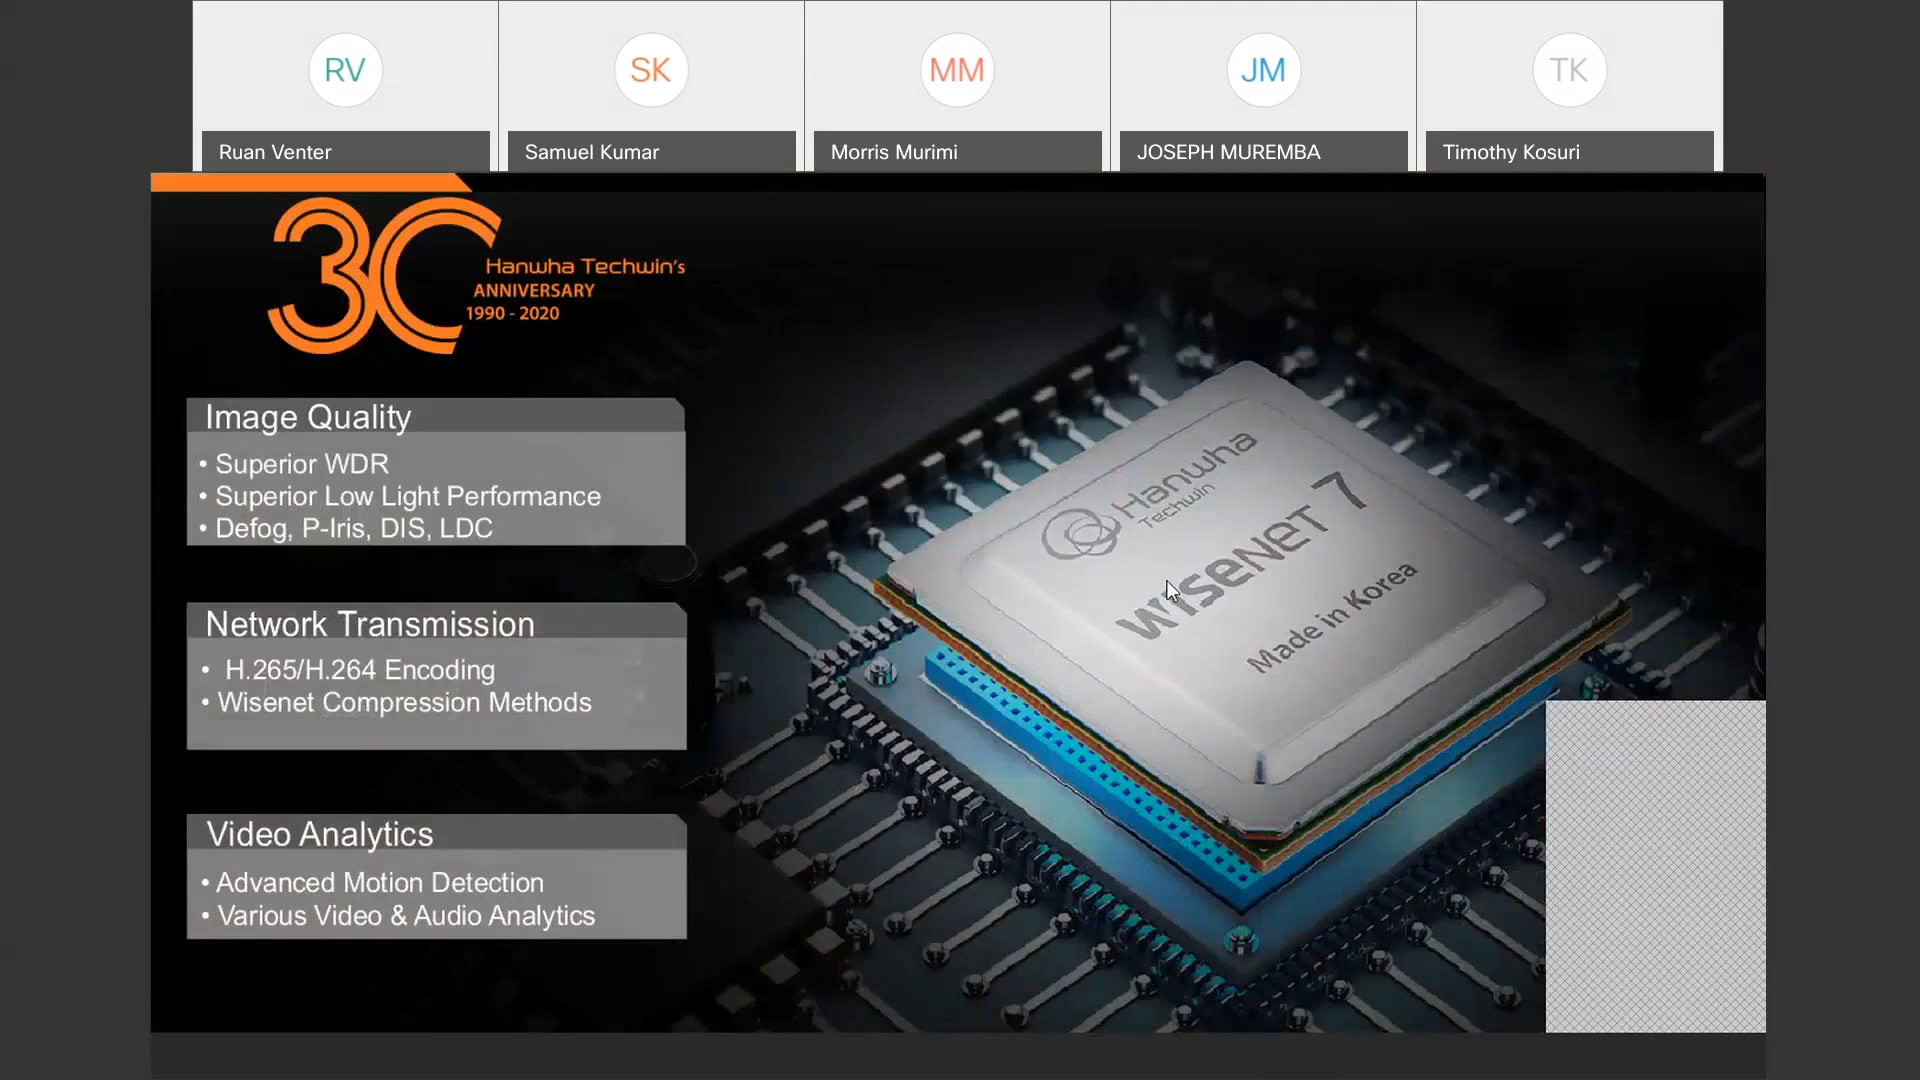 RV
SK
MM
JM
TK
Ruan Venter
Samuel Kumar
Morris Murimi
JOSEPH MUREMBA
Timothy Kosuri
30
Hanwha Techwin's
ANNIVERSARY
1990 - 2020
Image Quality
• Superior WDR
• Superior Low Light Performance
• Defog, P-Iris, DIS, LDC
Network Transmission
• H.265/H.264 Encoding
• Wisenet Compression Methods
Video Analytics
• Advanced Motion Detection
• Various Video & Audio Analytics
Hanwha
Techwin
WISENET 7
Made in Korea